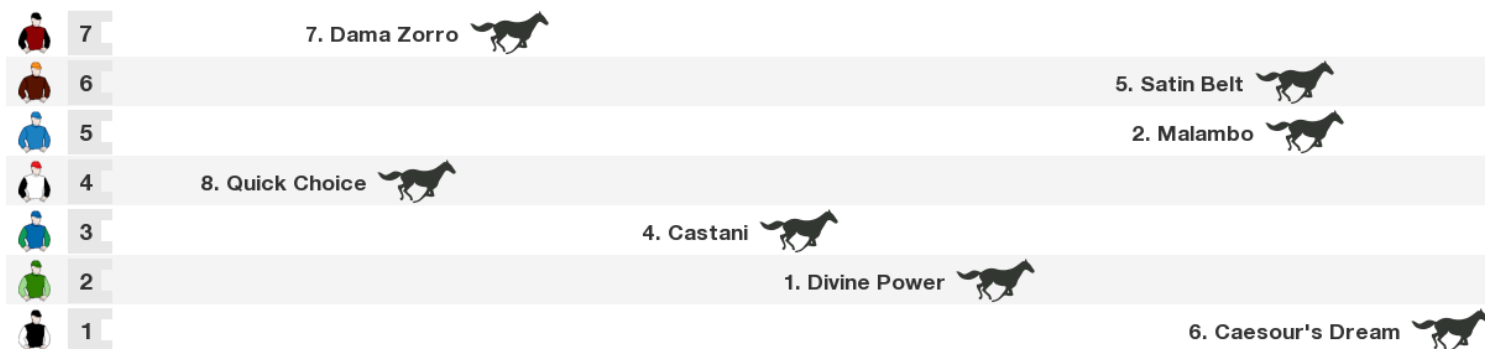 7 7. Dama Zorro
6 5. Satin Belt
5 2. Malambo
4 8. Quick Choice
3 4. Castani
2 1. Divine Power
1 6. Caesour's Dream